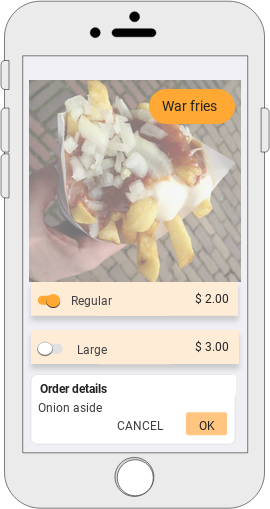 War fries
Regular $ 2.00
Large $ 3.00
Order details
Onion aside
CANCEL OK